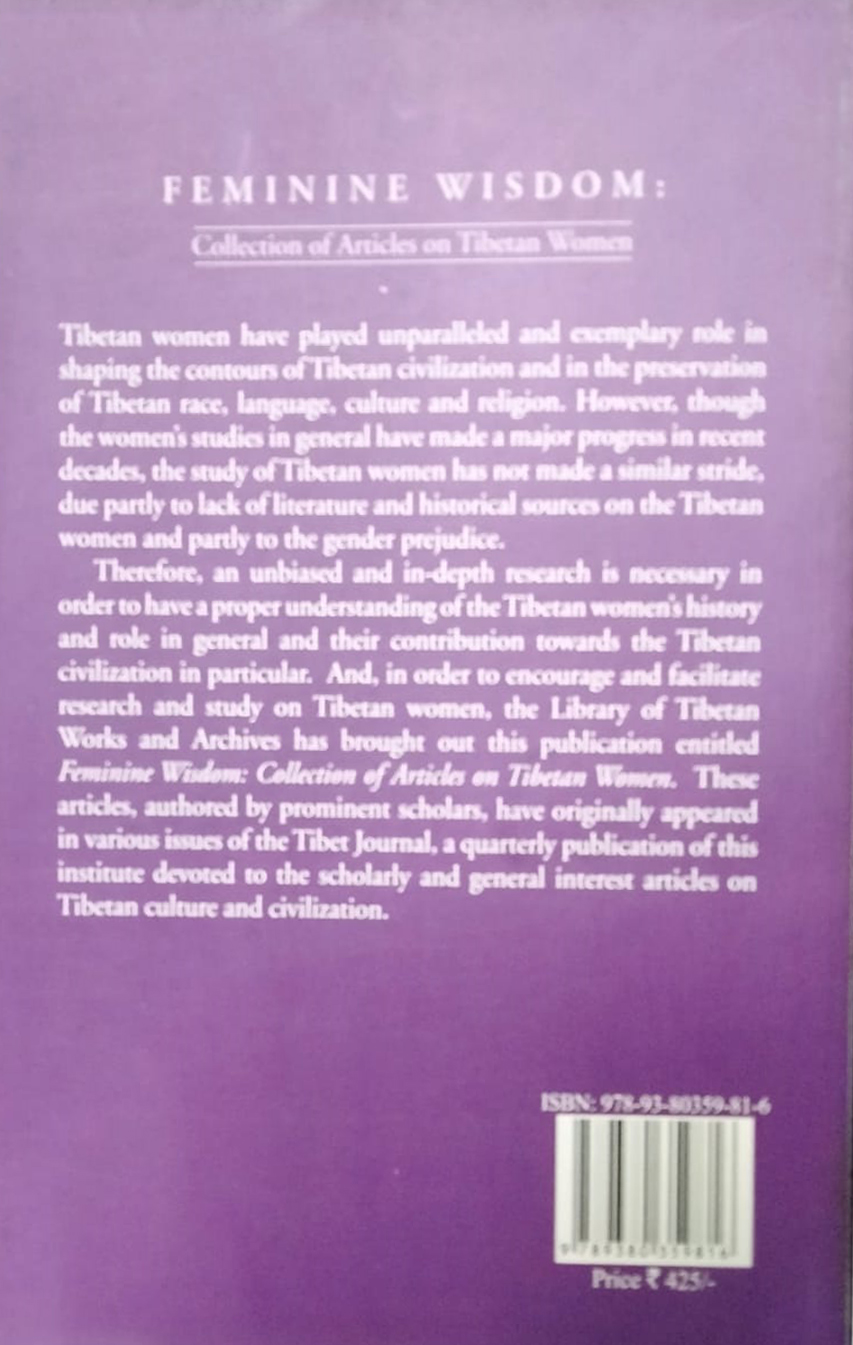 FEMININE WISDOM:
Collection of Articles on Tibetan Women
Tibetan women have played unparalleled and exemplary role in
shaping the contours of Tibetan civilization and in the preservation
of Tibetan race, language, culture and religion. However, though
the women's studies in general have made a major progress in recent
decades, the study of Tibetan women has not made a similar stride,
due partly to lack of literature and historical sources on the Tibetan
women and partly to the gender prejudice.
Therefore, an unbiased and in-depth research is necessary in
order to have a proper understanding of the Tibetan women's history
and role in general and their contribution towards the Tibetan
civilization in particular. And, in order to encourage and facilitate
research and study on Tibetan women, the Library of Tibetan
Works and Archives has brought out this publication entitled
Feminine Wisdom: Collection of Articles on Tibetan Women. These
articles, authored by prominent scholars, have originally appeared
in various issues of the Tibet Journal, a quarterly publication of this
institute devoted to the scholarly and general interest articles on
Tibetan culture and civilization.
ISBN: 978-93-80359-81-6
9 789380 359816
Price ₹ 425/-